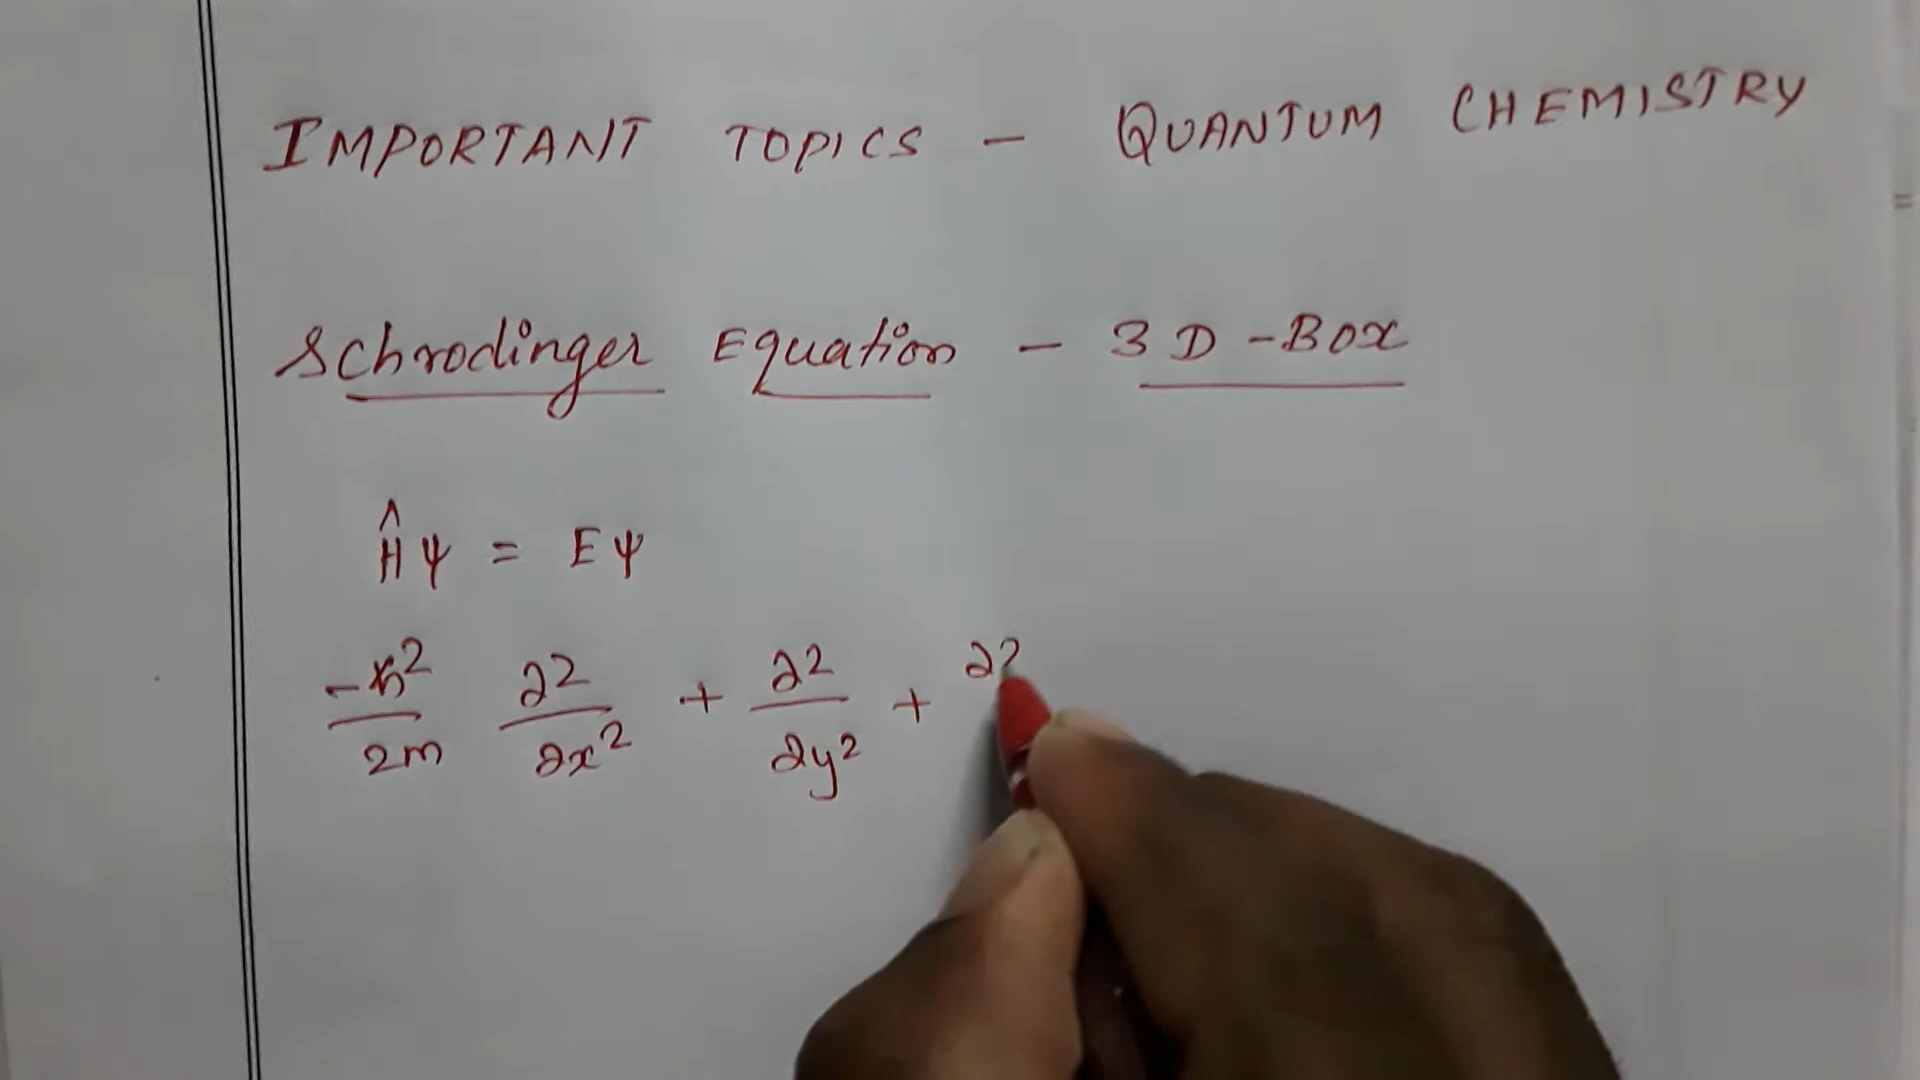 IMPORTANT TOPICS - QUANTUM CHEMISTRY
Schrodinger Equation - 3D-Box
Ĥψ = Eψ
-ℏ²/2m ∂²/∂x² + ∂²/∂y² + ∂²